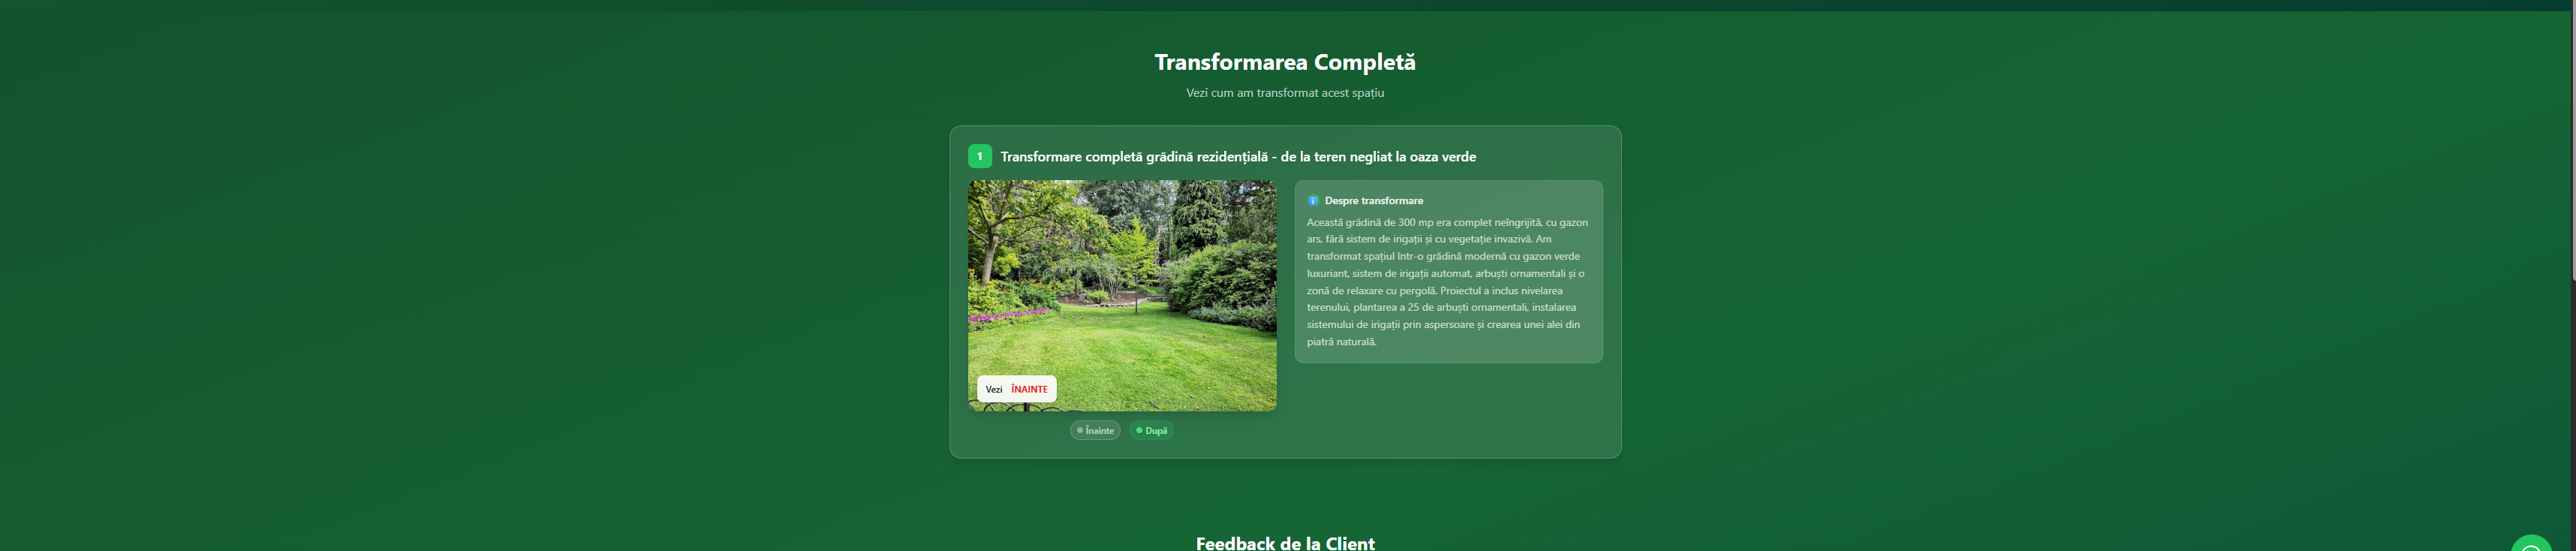 Transformarea Completă
Vezi cum am transformat acest spațiu
1
Transformare completă grădină rezidențială - de la teren negliat la oaza verde
Vezi ÎNAINTE
Înainte
După
Despre transformare
Această grădină de 300 mp era complet neîngrijită, cu gazon
ars, fără sistem de irigații și cu vegetație invazivă. Am
transformat spațiul într-o grădină modernă cu gazon verde
luxuriant, sistem de irigații automat, arbuști ornamentali și o
zonă de relaxare cu pergolă. Proiectul a inclus nivelarea
terenului, plantarea a 25 de arbuști ornamentali, instalarea
sistemului de irigații prin aspersoare și crearea unei alei din
piatră naturală.
Feedback de la Client